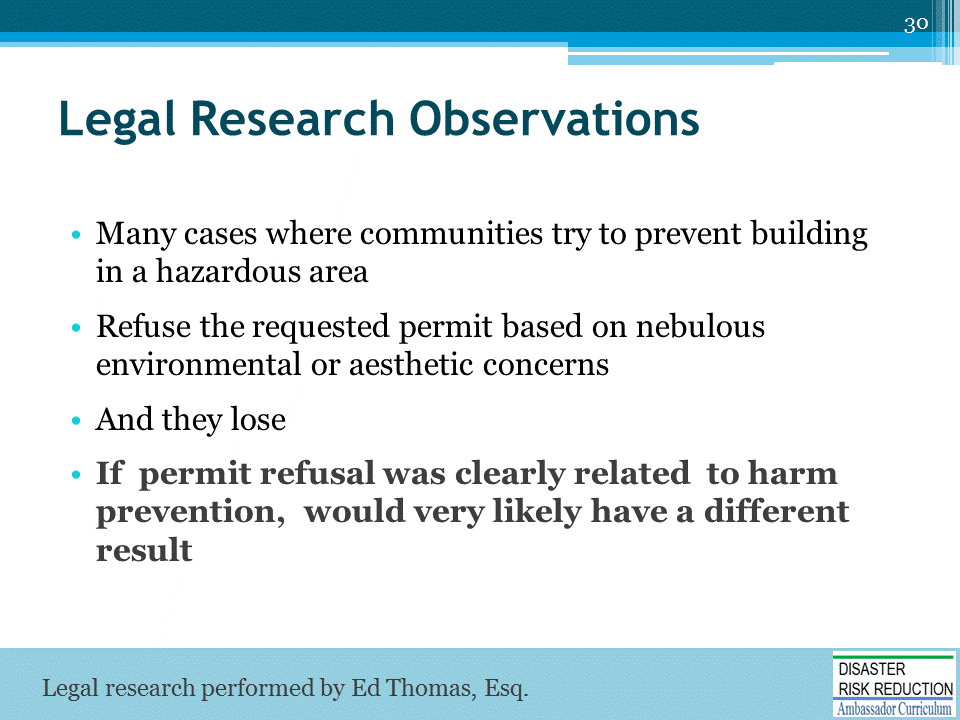 30
Legal Research Observations
• Many cases where communities try to prevent building
in a hazardous area
• Refuse the requested permit based on nebulous
environmental or aesthetic concerns
• And they lose
• If  permit refusal was clearly related  to harm
prevention,  would very likely have a different
result
Legal research performed by Ed Thomas, Esq.
DISASTER
RISK REDUCTION
Ambassador Curriculum